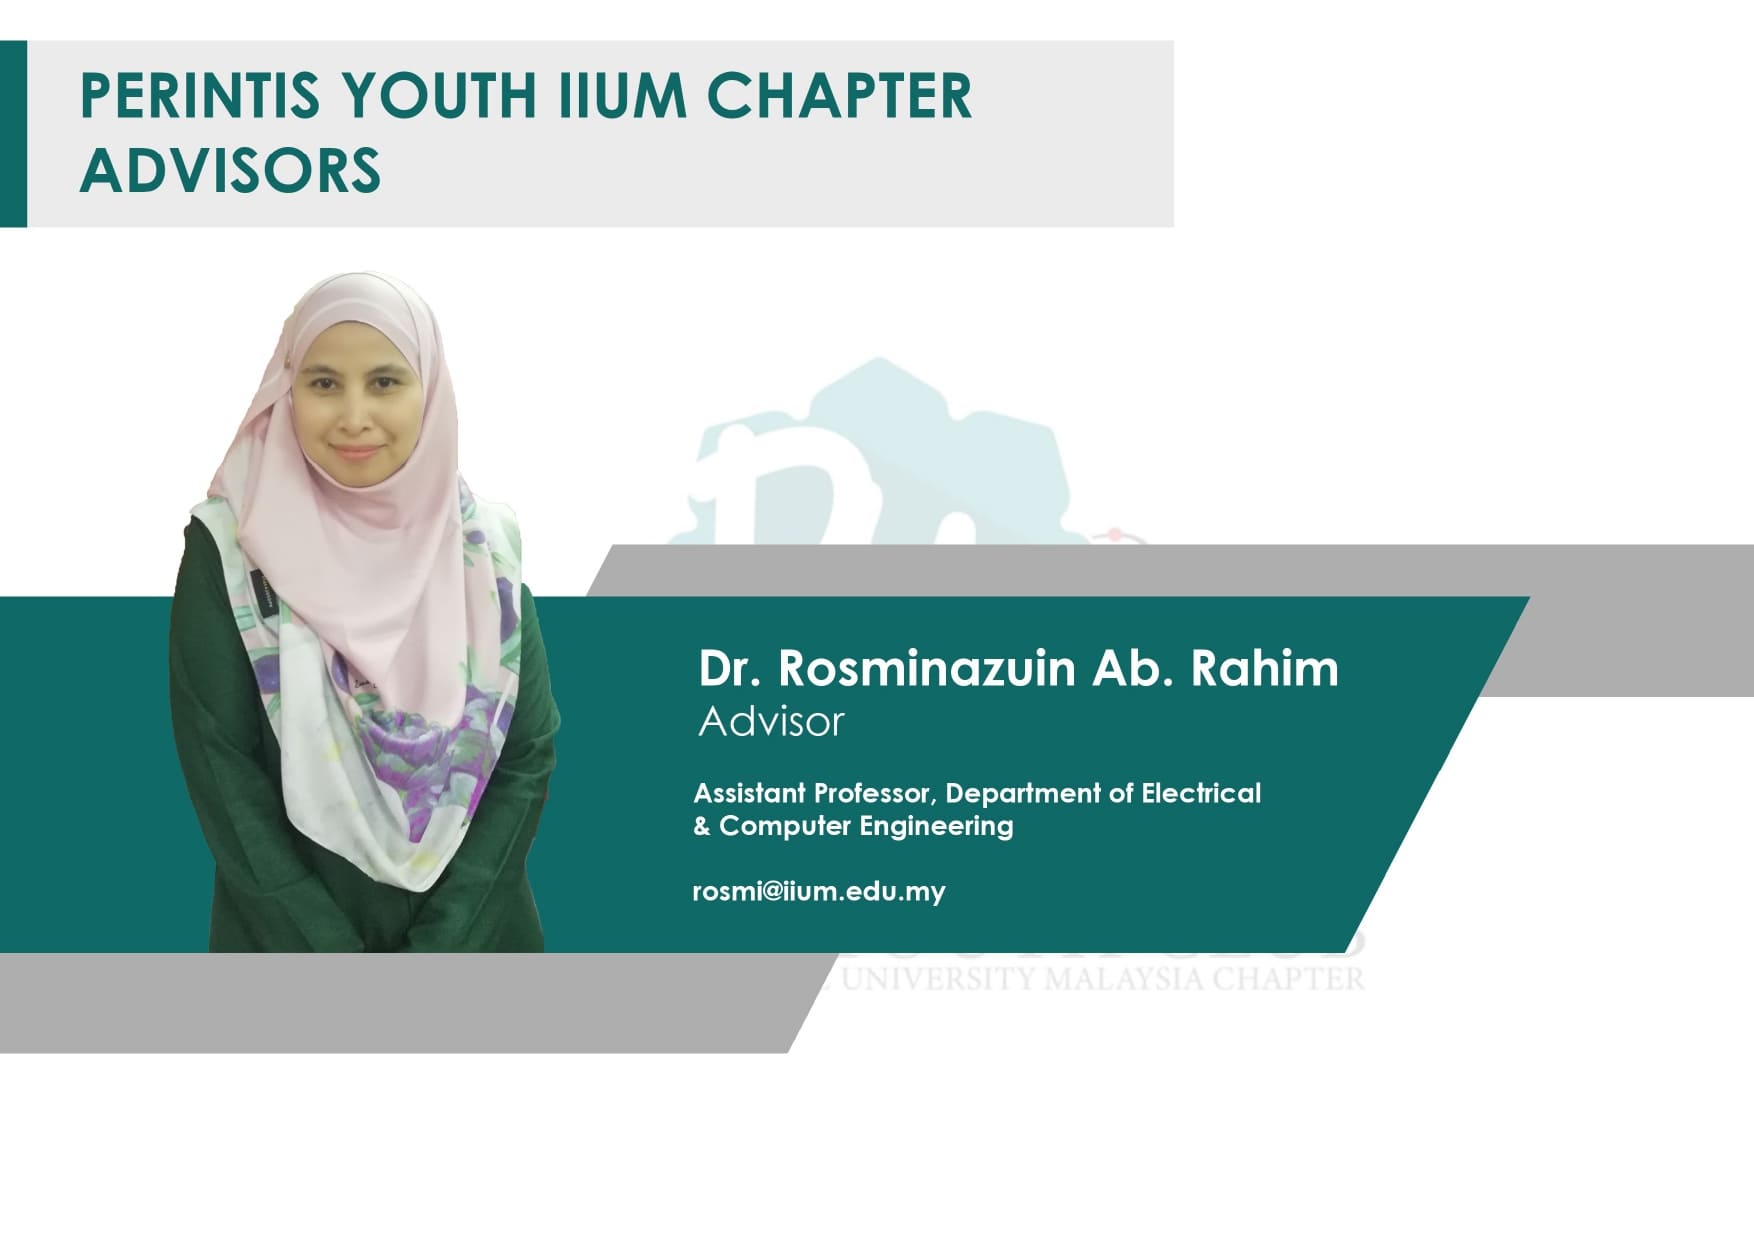 PERINTIS YOUTH IIUM CHAPTER
ADVISORS
Dr. Rosminazuin Ab. Rahim
Advisor
Assistant Professor, Department of Electrical
& Computer Engineering
rosmi@iium.edu.my
UNIVERSITY MALAYSIA CHAPTER